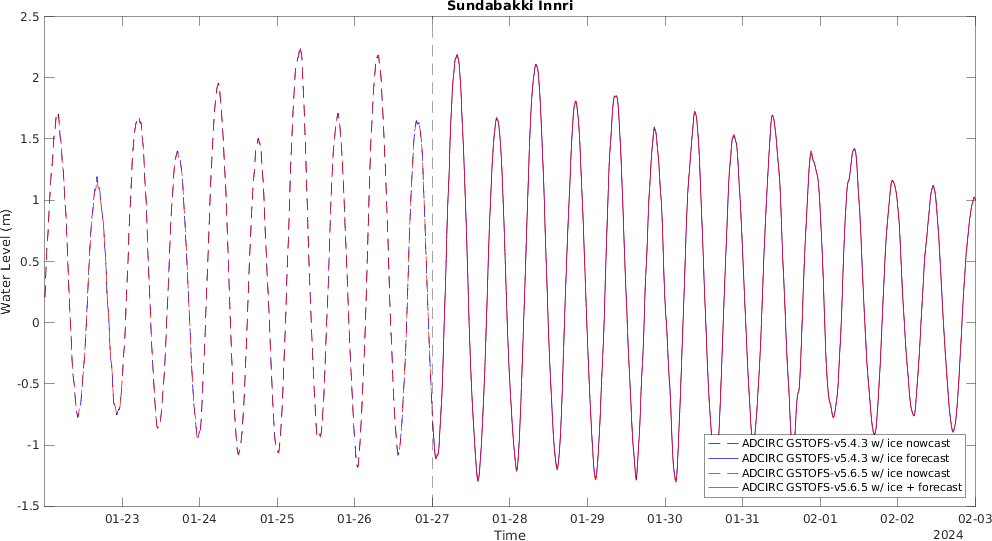 Sundabakki Innri
2.5
2
1.5
1
0.5
0
-0.5
-1
-1.5
Water Level (m)
ADCIRC GSTOFS-v5.4.3 w/ ice nowcast
ADCIRC GSTOFS-v5.4.3 w/ ice forecast
ADCIRC GSTOFS-v5.6.5 w/ ice nowcast
ADCIRC GSTOFS-v5.6.5 w/ ice + forecast
01-23 01-24 01-25 01-26 01-27 01-28 01-29 01-30 01-31 02-01 02-02 02-03
Time
2024